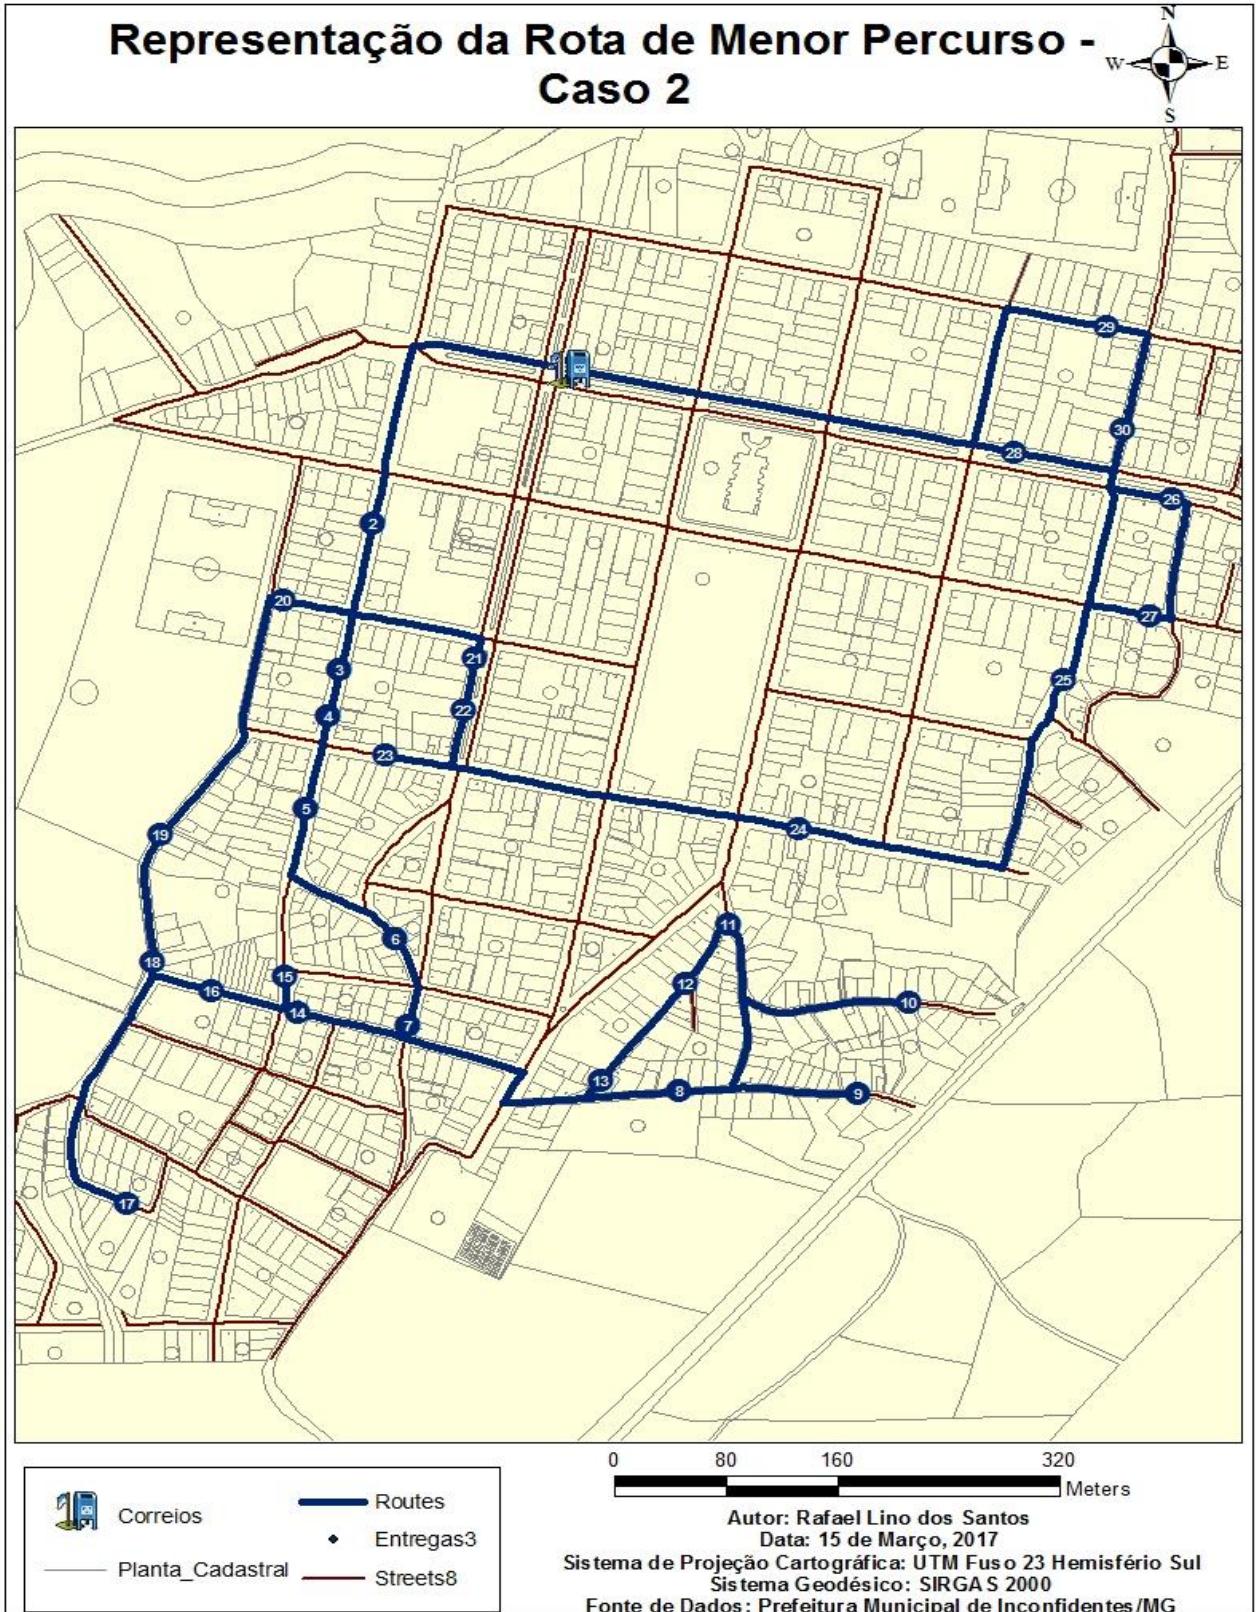 Representação da Rota de Menor Percurso -
Caso 2
N
W
E
S
29
30
28
26
2
20
27
3
21
25
4
22
23
5
24
19
11
6
18
15
12
16
10
14
7
13
8
9
17
0 80 160 320
Meters
Correios
Routes
Entregas3
Planta_Cadastral
Streets8
Autor: Rafael Lino dos Santos
Data: 15 de Março, 2017
Sistema de Projeção Cartográfica: UTM Fuso 23 Hemisfério Sul
Sistema Geodésico: SIRGAS 2000
Fonte de Dados: Prefeitura Municipal de Inconfidentes/MG